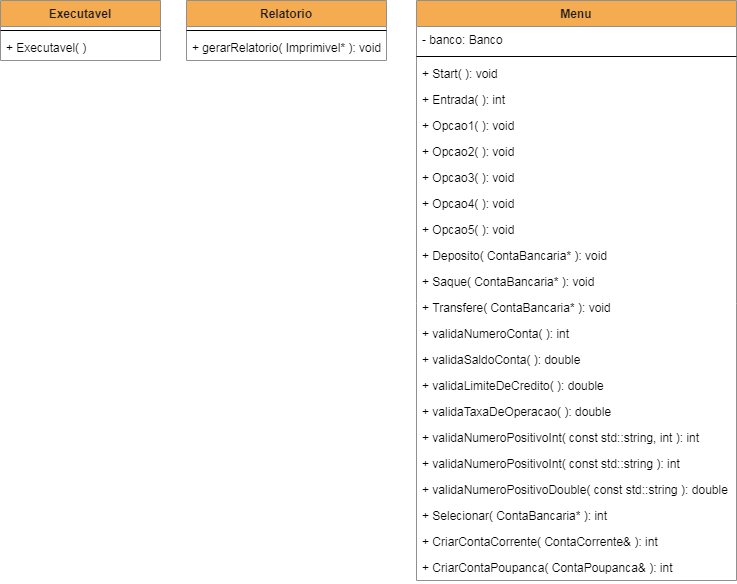 Executavel
+ Executavel( )
Relatorio
+ gerarRelatorio( Imprimivel* ): void
Menu
- banco: Banco
+ Start( ): void
+ Entrada( ): int
+ Opcao1( ): void
+ Opcao2( ): void
+ Opcao3( ): void
+ Opcao4( ): void
+ Opcao5( ): void
+ Deposito( ContaBancaria* ): void
+ Saque( ContaBancaria* ): void
+ Transfere( ContaBancaria* ): void
+ validaNumeroConta( ): int
+ validaSaldoConta( ): double
+ validaLimiteDeCredito( ): double
+ validaTaxaDeOperacao( ): double
+ validaNumeroPositivoInt( const std::string, int ): int
+ validaNumeroPositivoInt( const std::string ): int
+ validaNumeroPositivoDouble( const std::string ): double
+ Selecionar( ContaBancaria* ): int
+ CriarContaCorrente( ContaCorrente& ): int
+ CriarContaPoupanca( ContaPoupanca& ): int